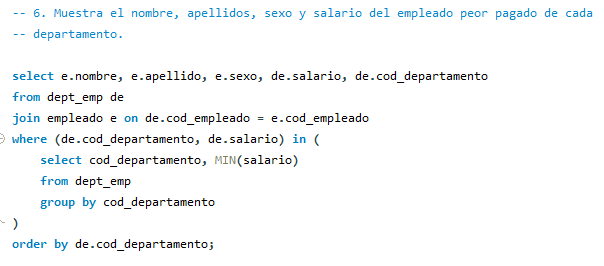 -- 6. Muestra el nombre, apellidos, sexo y salario del empleado peor pagado de cada
-- departamento.
select e.nombre, e.apellido, e.sexo, de.salario, de.cod_departamento
from dept_emp de
join empleado e on de.cod_empleado = e.cod_empleado
where (de.cod_departamento, de.salario) in (
    select cod_departamento, MIN(salario)
    from dept_emp
    group by cod_departamento
)
order by de.cod_departamento;